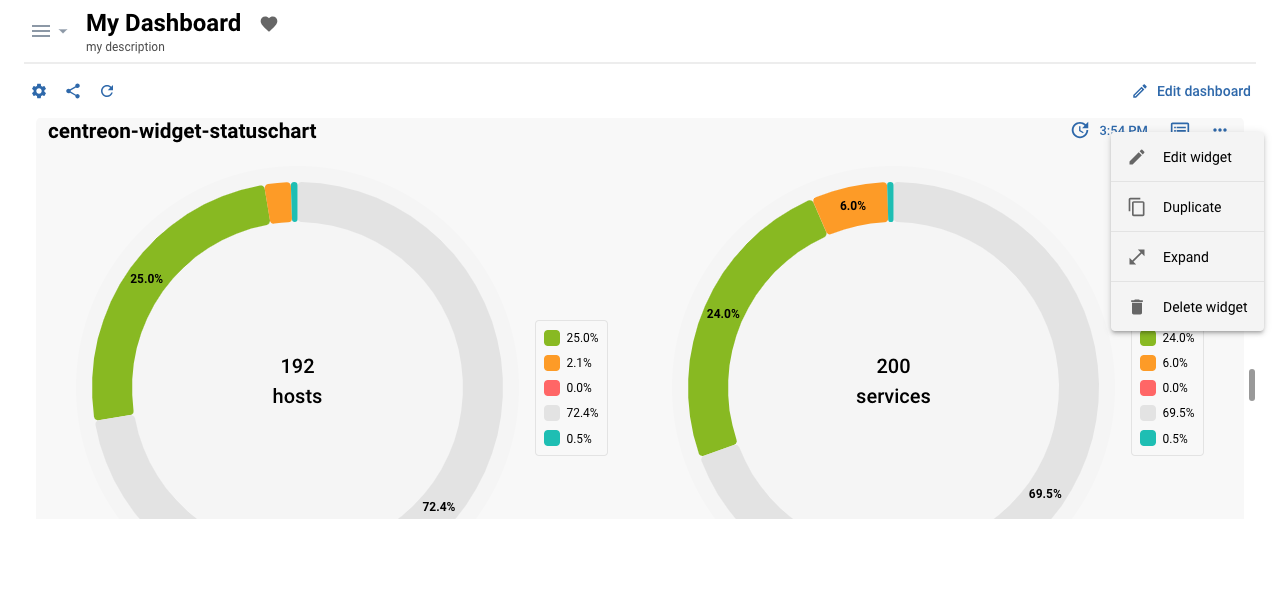 My Dashboard
my description
Edit dashboard
centreon-widget-statuschart
3:54 PM
Edit widget
Duplicate
Expand
Delete widget
25.0%
192
hosts
72.4%
25.0%
2.1%
0.0%
72.4%
0.5%
6.0%
24.0%
200
services
69.5%
24.0%
6.0%
0.0%
69.5%
0.5%